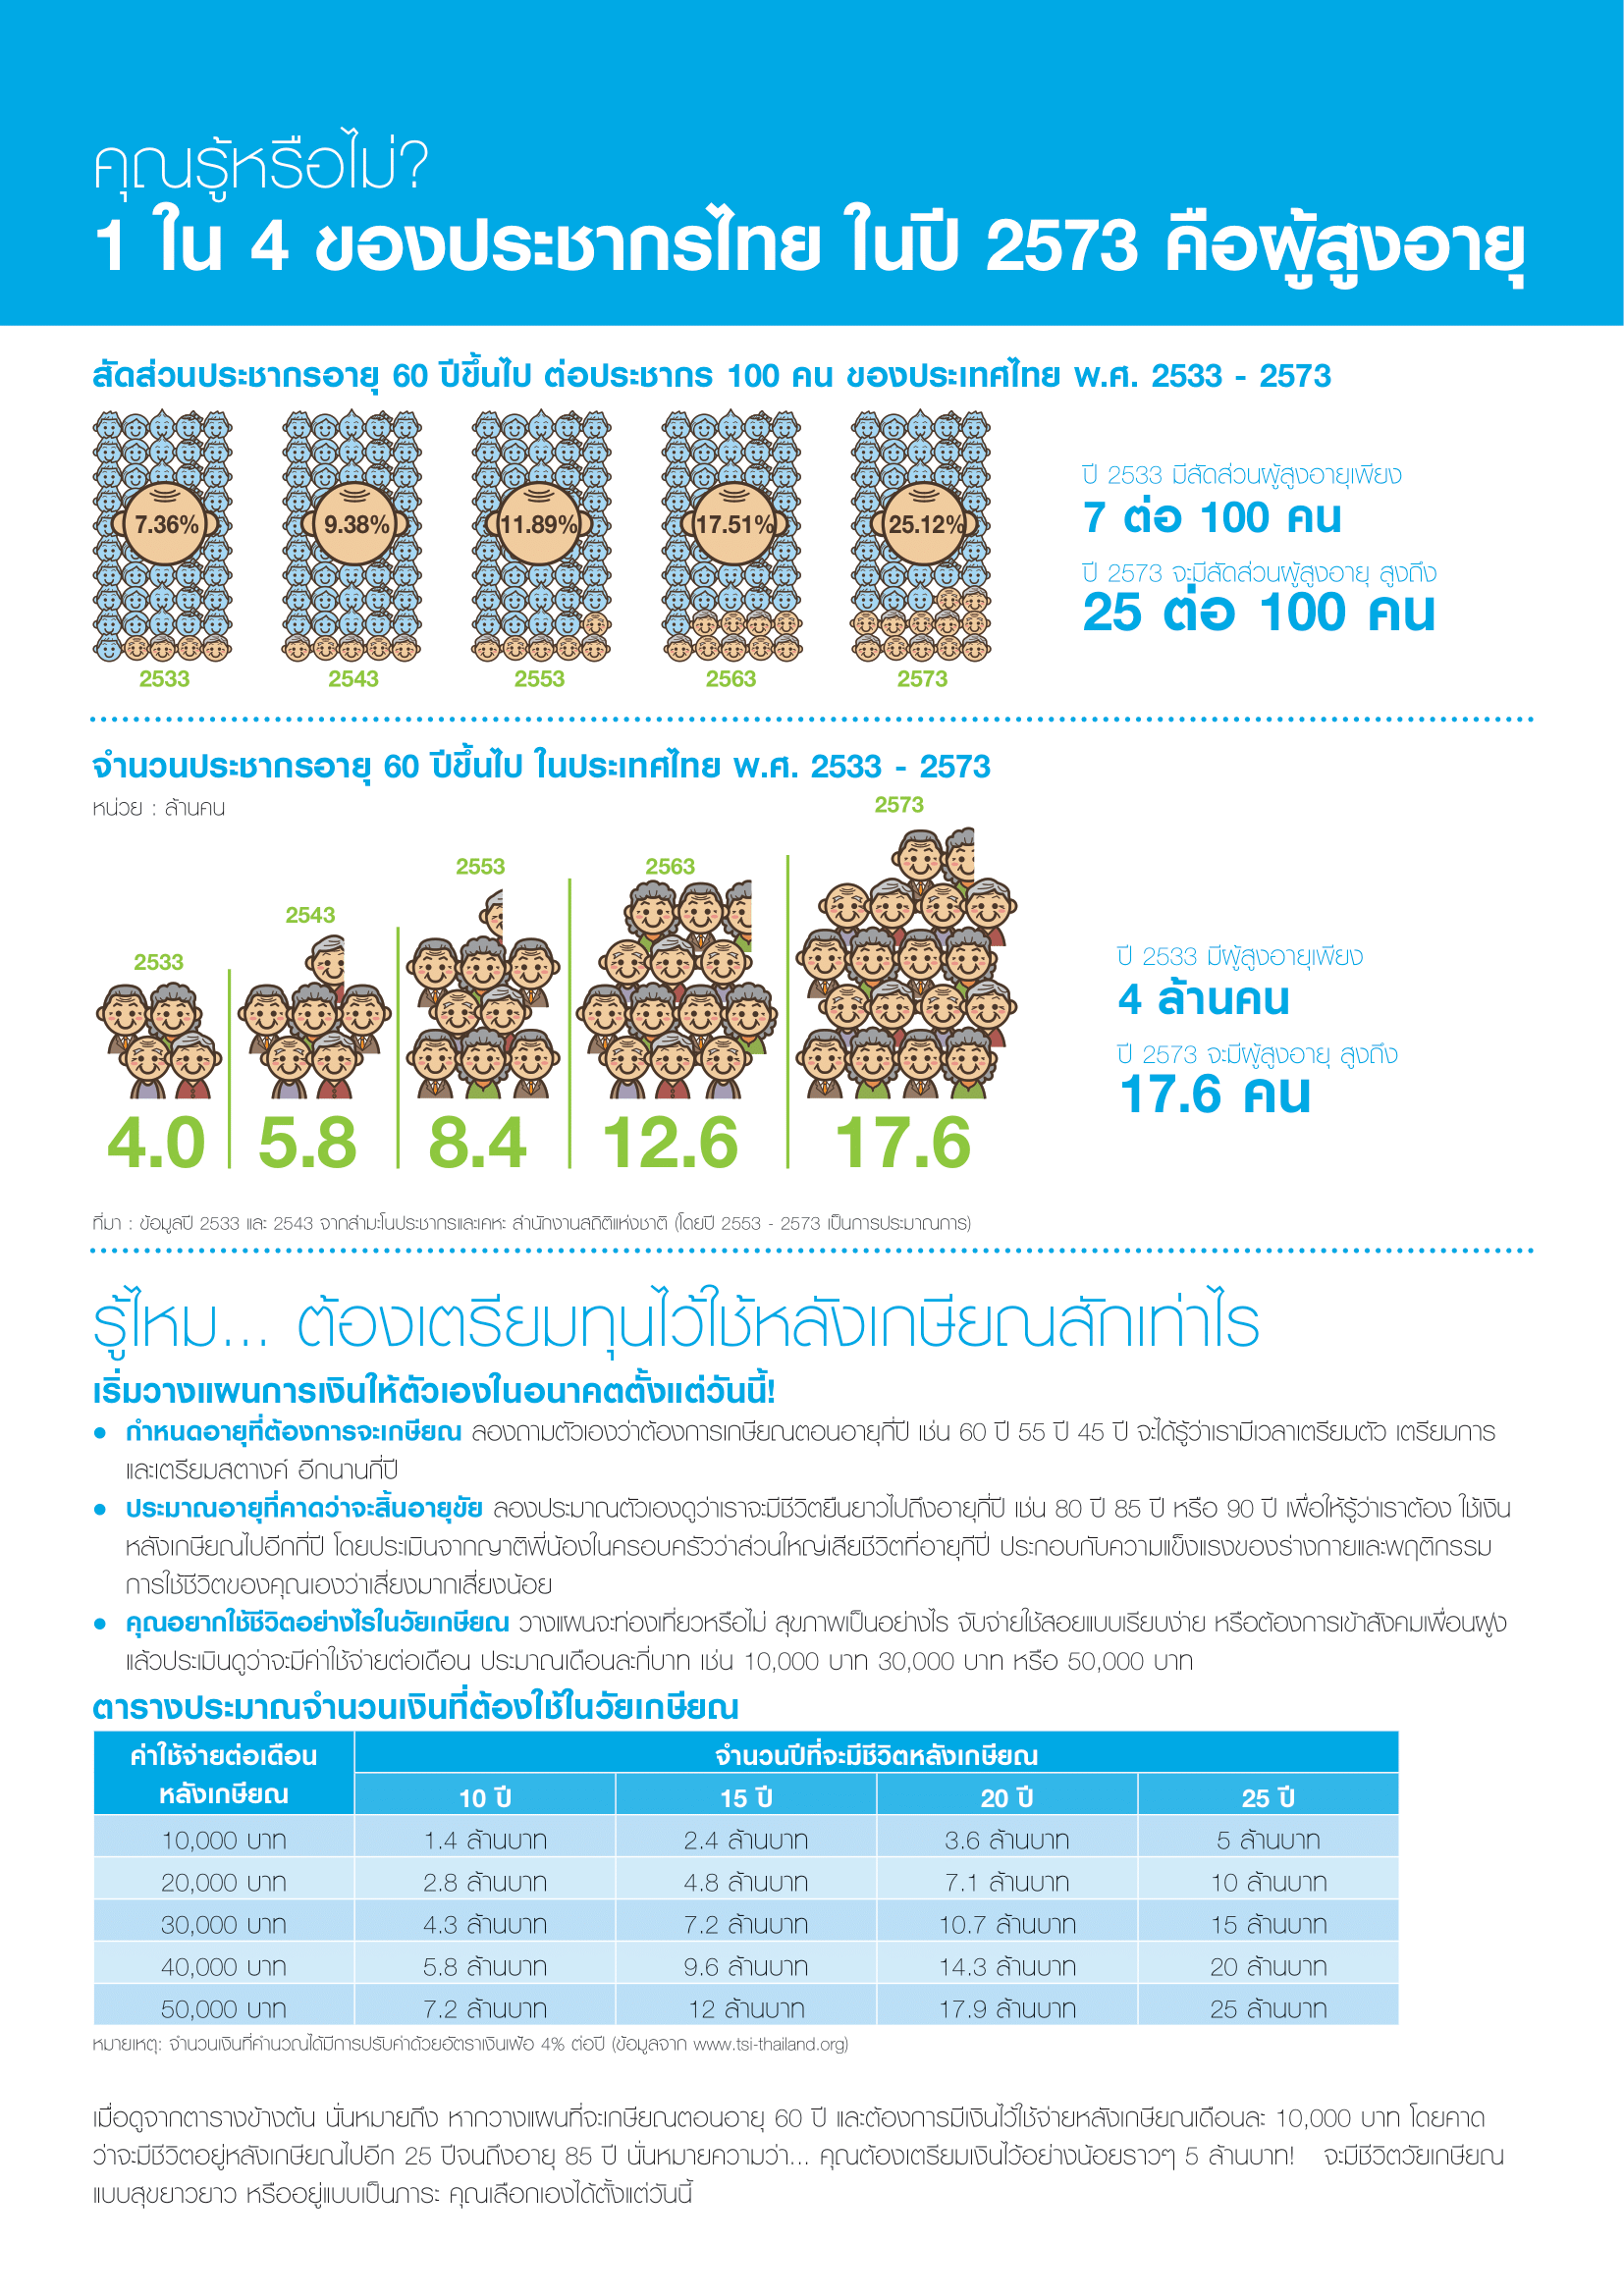 คุณรู้หรือไม่?
1 ใน 4 ของประชากรไทย ในปี 2573 คือผู้สูงอายุ
สัดส่วนประชากรอายุ 60 ปีขึ้นไป ต่อประชากร 100 คน ของประเทศไทย พ.ศ. 2533 - 2573
7.36% 9.38% 11.89% 17.51% 25.12%
2533 2543 2553 2563 2573
ปี 2533 มีสัดส่วนผู้สูงอายุเพียง
7 ต่อ 100 คน
ปี 2573 จะมีสัดส่วนผู้สูงอายุ สูงถึง
25 ต่อ 100 คน
จำนวนประชากรอายุ 60 ปีขึ้นไป ในประเทศไทย พ.ศ. 2533 - 2573
หน่วย : ล้านคน
2533 2543 2553 2563 2573
4.0 5.8 8.4 12.6 17.6
ปี 2533 มีผู้สูงอายุเพียง
4 ล้านคน
ปี 2573 จะมีผู้สูงอายุ สูงถึง
17.6 คน
ที่มา : ข้อมูลปี 2533 และ 2543 จากสำมะโนประชากรและเคหะ สำนักงานสถิติแห่งชาติ (โดยปี 2553 - 2573 เป็นการประมาณการ)
รู้ไหม... ต้องเตรียมทุนไว้ใช้หลังเกษียณสักเท่าไร
เริ่มวางแผนการเงินให้ตัวเองในอนาคตตั้งแต่วันนี้!
• กำหนดอายุที่ต้องการจะเกษียณ ลองถามตัวเองว่าต้องการเกษียณตอนอายุกี่ปี เช่น 60 ปี 55 ปี 45 ปี จะได้รู้ว่าเรามีเวลาเตรียมตัว เตรียมการ
และเตรียมสตางค์ อีกนานกี่ปี
• ประมาณอายุที่คาดว่าจะสิ้นอายุขัย ลองประมาณตัวเองดูว่าเราจะมีชีวิตยืนยาวไปถึงอายุกี่ปี เช่น 80 ปี 85 ปี หรือ 90 ปี เพื่อให้รู้ว่าเราต้อง ใช้เงิน
หลังเกษียณไปอีกกี่ปี โดยประเมินจากญาติพี่น้องในครอบครัวว่าส่วนใหญ่เสียชีวิตที่อายุกี่ปี ประกอบกับความแข็งแรงของร่างกายและพฤติกรรม
การใช้ชีวิตของคุณเองว่าเสี่ยงมากเสี่ยงน้อย
• คุณอยากใช้ชีวิตอย่างไรในวัยเกษียณ วางแผนจะท่องเที่ยวหรือไม่ สุขภาพเป็นอย่างไร จับจ่ายใช้สอยแบบเรียบง่าย หรือต้องการเข้าสังคมเพื่อนฝูง
แล้วประเมินดูว่าจะมีค่าใช้จ่ายต่อเดือน ประมาณเดือนละกี่บาท เช่น 10,000 บาท 30,000 บาท หรือ 50,000 บาท
ตารางประมาณจำนวนเงินที่ต้องใช้ในวัยเกษียณ
ค่าใช้จ่ายต่อเดือน จำนวนปีที่จะมีชีวิตหลังเกษียณ
หลังเกษียณ 10 ปี 15 ปี 20 ปี 25 ปี
10,000 บาท 1.4 ล้านบาท 2.4 ล้านบาท 3.6 ล้านบาท 5 ล้านบาท
20,000 บาท 2.8 ล้านบาท 4.8 ล้านบาท 7.1 ล้านบาท 10 ล้านบาท
30,000 บาท 4.3 ล้านบาท 7.2 ล้านบาท 10.7 ล้านบาท 15 ล้านบาท
40,000 บาท 5.8 ล้านบาท 9.6 ล้านบาท 14.3 ล้านบาท 20 ล้านบาท
50,000 บาท 7.2 ล้านบาท 12 ล้านบาท 17.9 ล้านบาท 25 ล้านบาท
หมายเหตุ: จำนวนเงินที่คำนวณได้มีการปรับค่าด้วยอัตราเงินเฟ้อ 4% ต่อปี (ข้อมูลจาก www.tsi-thailand.org)
เมื่อดูจากตารางข้างต้น นั่นหมายถึง หากวางแผนที่จะเกษียณตอนอายุ 60 ปี และต้องการมีเงินไว้ใช้จ่ายหลังเกษียณเดือนละ 10,000 บาท โดยคาด
ว่าจะมีชีวิตอยู่หลังเกษียณไปอีก 25 ปีจนถึงอายุ 85 ปี นั่นหมายความว่า... คุณต้องเตรียมเงินไว้อย่างน้อยราวๆ 5 ล้านบาท! จะมีชีวิตวัยเกษียณ
แบบสุขยาวยาว หรืออยู่แบบเป็นภาระ คุณเลือกเองได้ตั้งแต่วันนี้